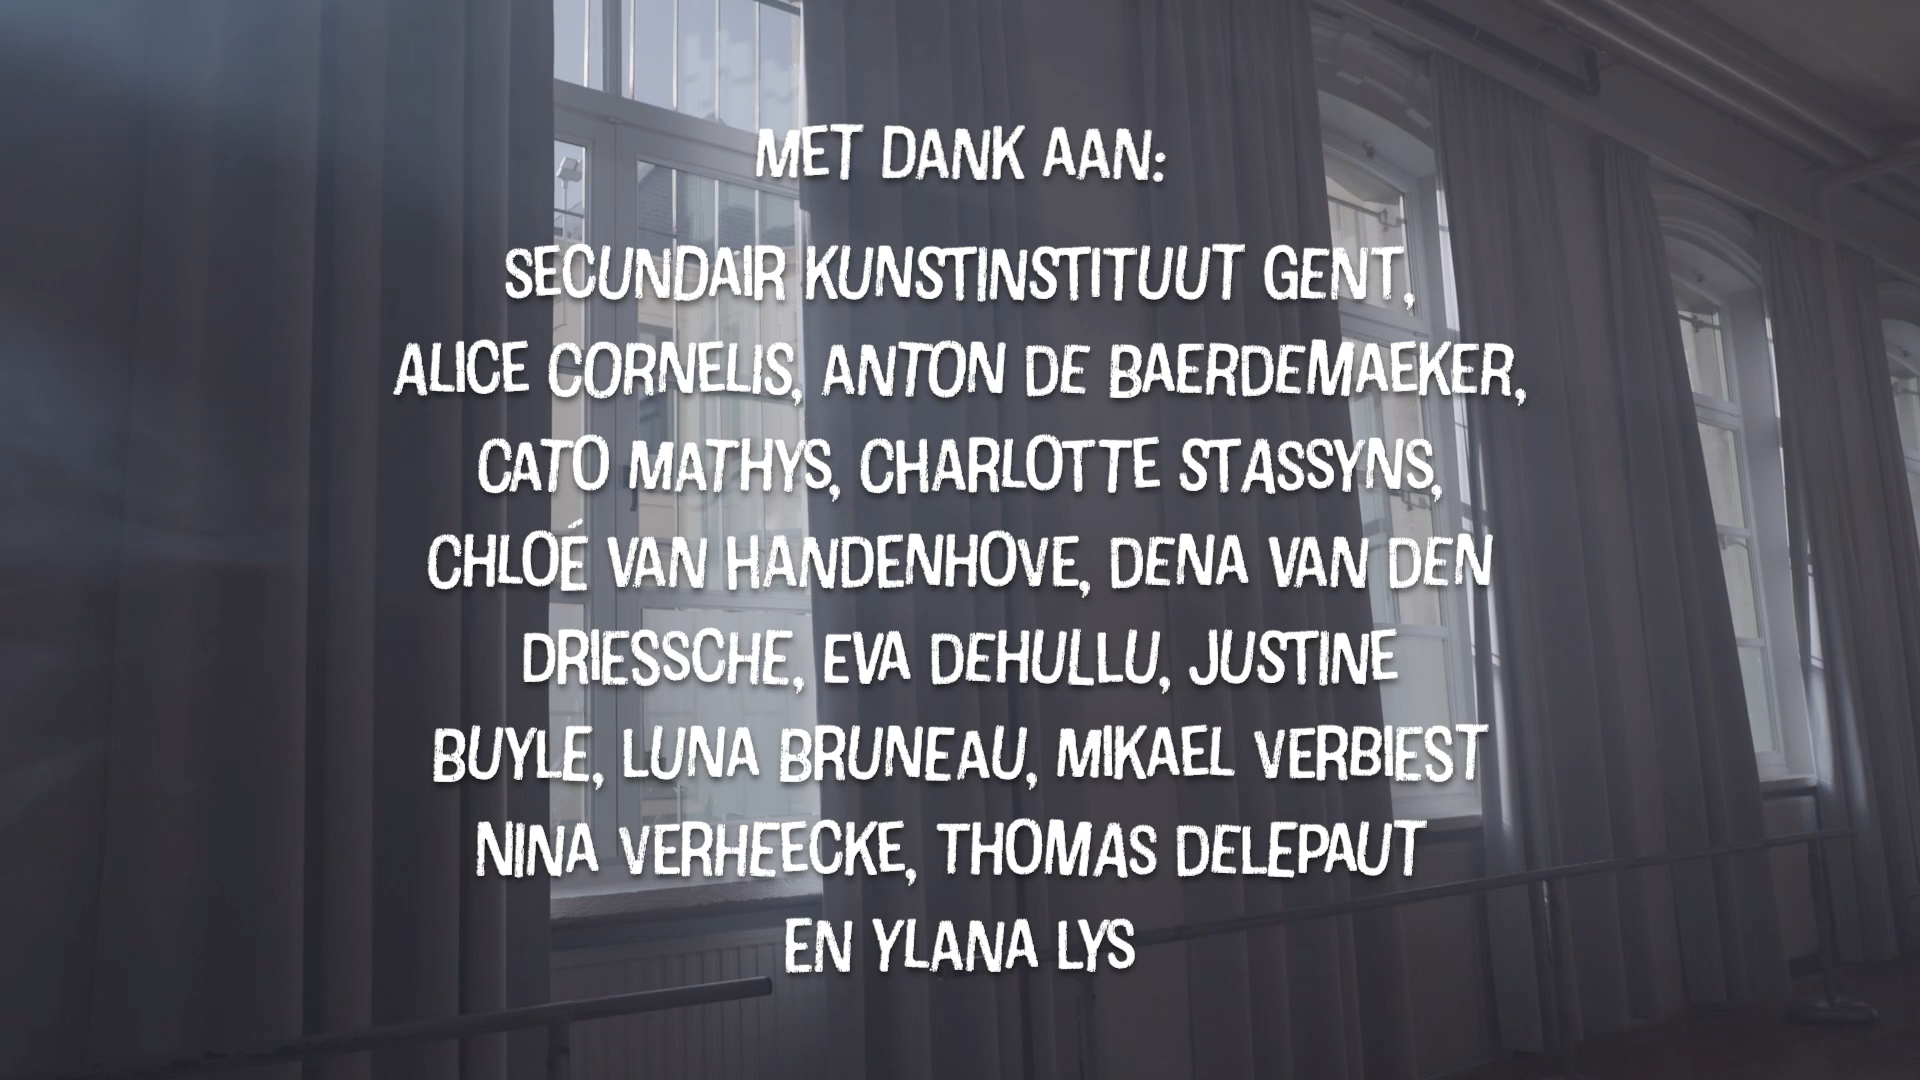 MET DANK AAN:
SECUNDAIR KUNSTINSTITUUT GENT,
ALICE CORNELIS, ANTON DE BAERDEMAEKER,
CATO MATHYS, CHARLOTTE STASSYNS,
CHLOÉ VAN HANDENHOVE, DENA VAN DEN
DRIESSCHE, EVA DEHULLU, JUSTINE
BUYLE, LUNA BRUNEAU, MIKAEL VERBIEST
NINA VERHEECKE, THOMAS DELEPAUT
EN YLANA LYS